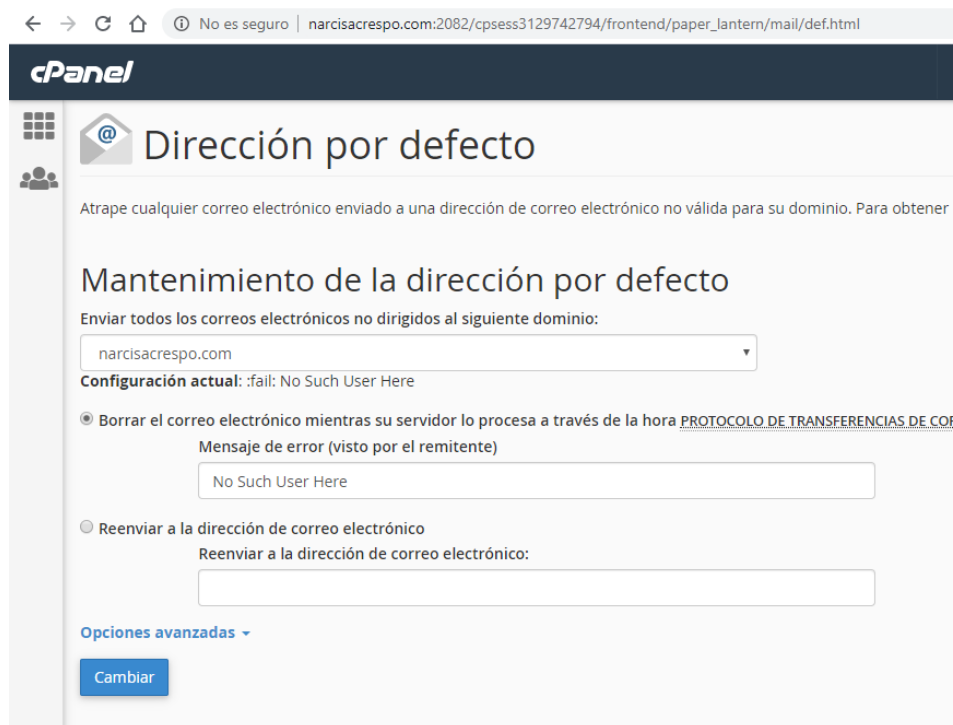 No es seguro | narcisacrespo.com:2082/cpsess3129742794/frontend/paper_lantern/mail/def.html
cPanel
@ Dirección por defecto
Atrape cualquier correo electrónico enviado a una dirección de correo electrónico no válida para su dominio. Para obtener
Mantenimiento de la dirección por defecto
Enviar todos los correos electrónicos no dirigidos al siguiente dominio:
narcisacrespo.com
Configuración actual: :fail: No Such User Here
Borrar el correo electrónico mientras su servidor lo procesa a través de la hora PROTOCOLO DE TRANSFERENCIAS DE
Mensaje de error (visto por el remitente)
No Such User Here
Reenviar a la dirección de correo electrónico
Reenviar a la dirección de correo electrónico:
Opciones avanzadas
Cambiar